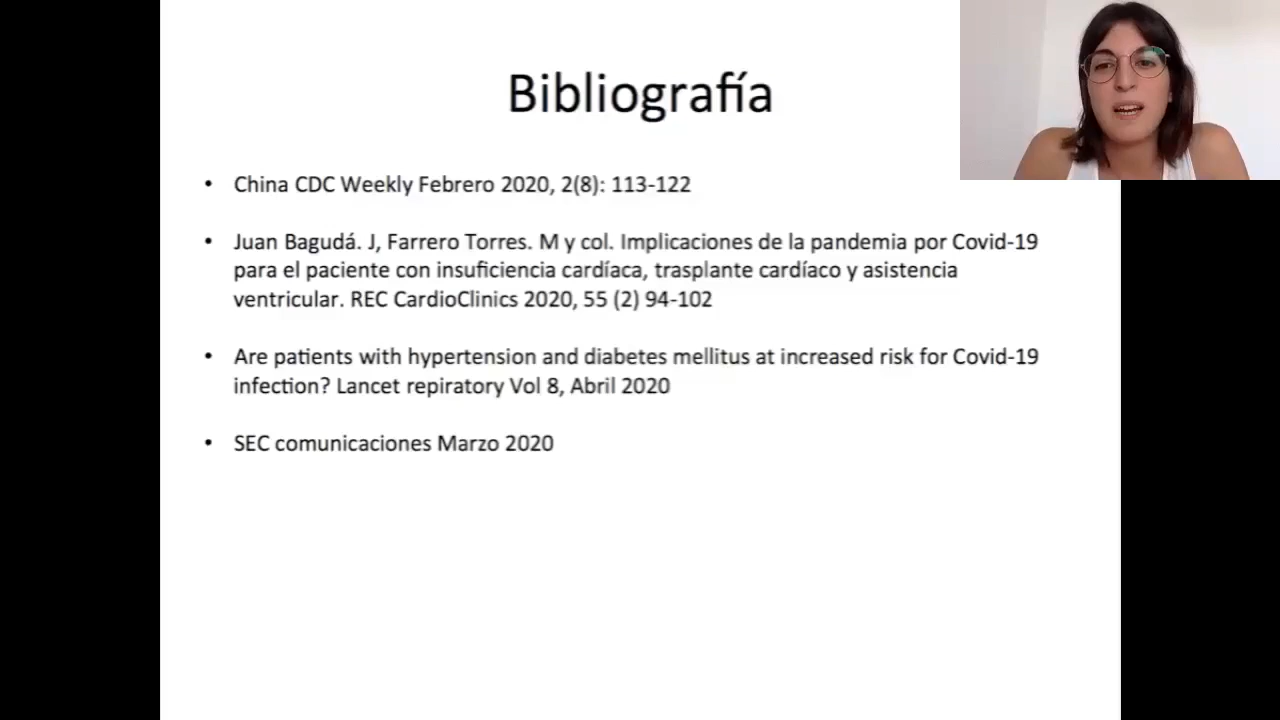 Bibliografía
• China CDC Weekly Febrero 2020, 2(8): 113-122
• Juan Bagudá. J, Farrero Torres. M y col. Implicaciones de la pandemia por Covid-19
para el paciente con insuficiencia cardíaca, trasplante cardíaco y asistencia
ventricular. REC CardioClinics 2020, 55 (2) 94-102
• Are patients with hypertension and diabetes mellitus at increased risk for Covid-19
infection? Lancet repiratory Vol 8, Abril 2020
• SEC comunicaciones Marzo 2020